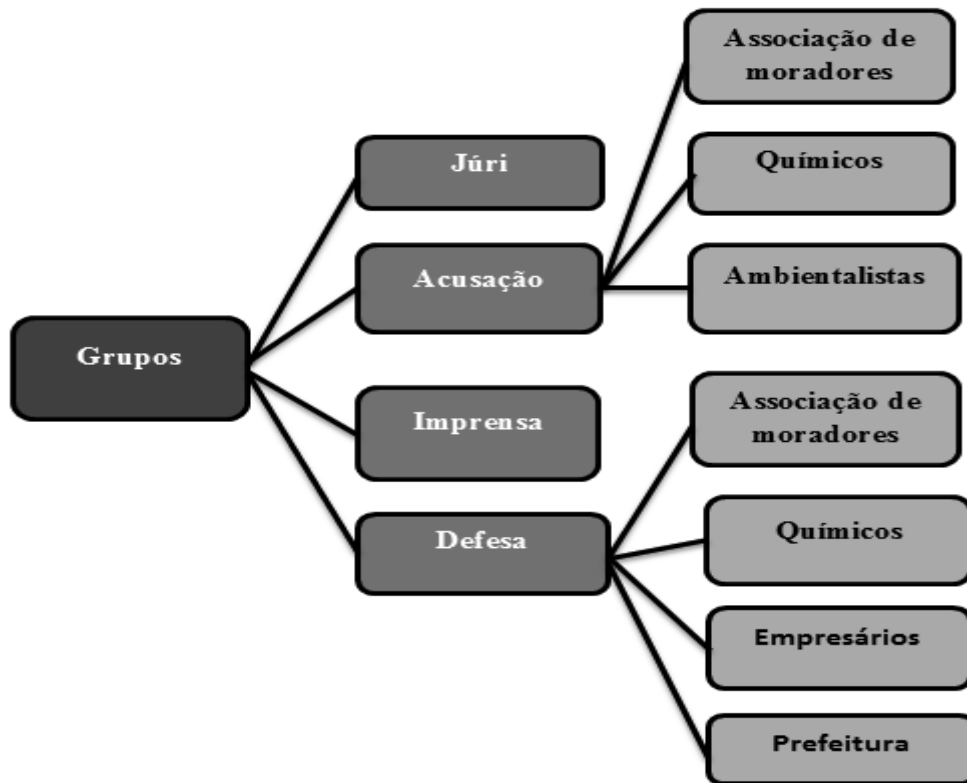 Grupos
Júri
Acusação
Imprensa
Defesa
Associação de
moradores
Químicos
Ambientalistas
Associação de
moradores
Químicos
Empresários
Prefeitura